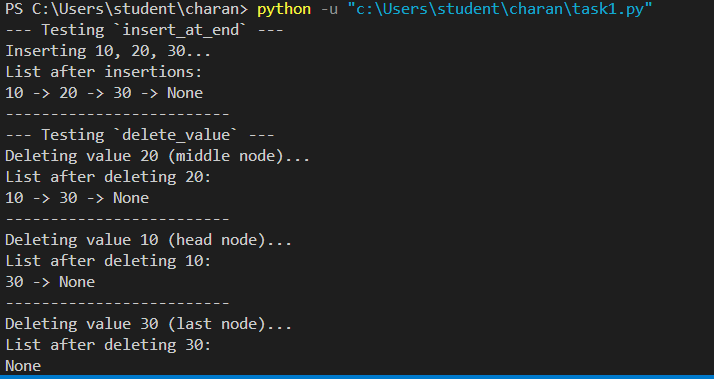 PS C:\Users\student\charan> python -u "c:\Users\student\charan\task1.py"
--- Testing `insert_at_end` ---
Inserting 10, 20, 30...
List after insertions:
10 -> 20 -> 30 -> None
-------------------------
--- Testing `delete_value` ---
Deleting value 20 (middle node)...
List after deleting 20:
10 -> 30 -> None
-------------------------
Deleting value 10 (head node)...
List after deleting 10:
30 -> None
-------------------------
Deleting value 30 (last node)...
List after deleting 30:
None